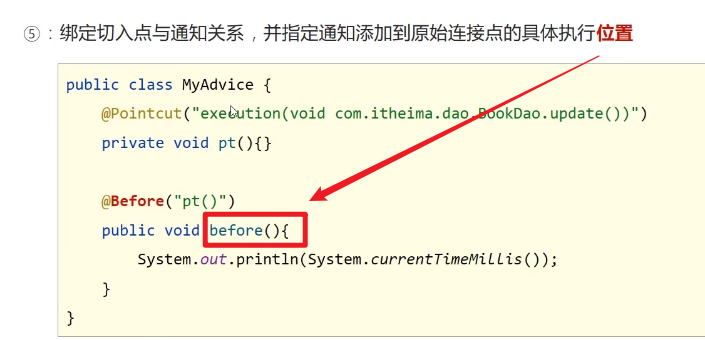 ⑤：绑定切入点与通知关系，并指定通知添加到原始连接点的具体执行位置
public class MyAdvice {
    @Pointcut("execution(void com.itheima.dao.BookDao.update())")
    private void pt(){}
    @Before("pt()")
    public void before(){
        System.out.println(System.currentTimeMillis());
    }
}